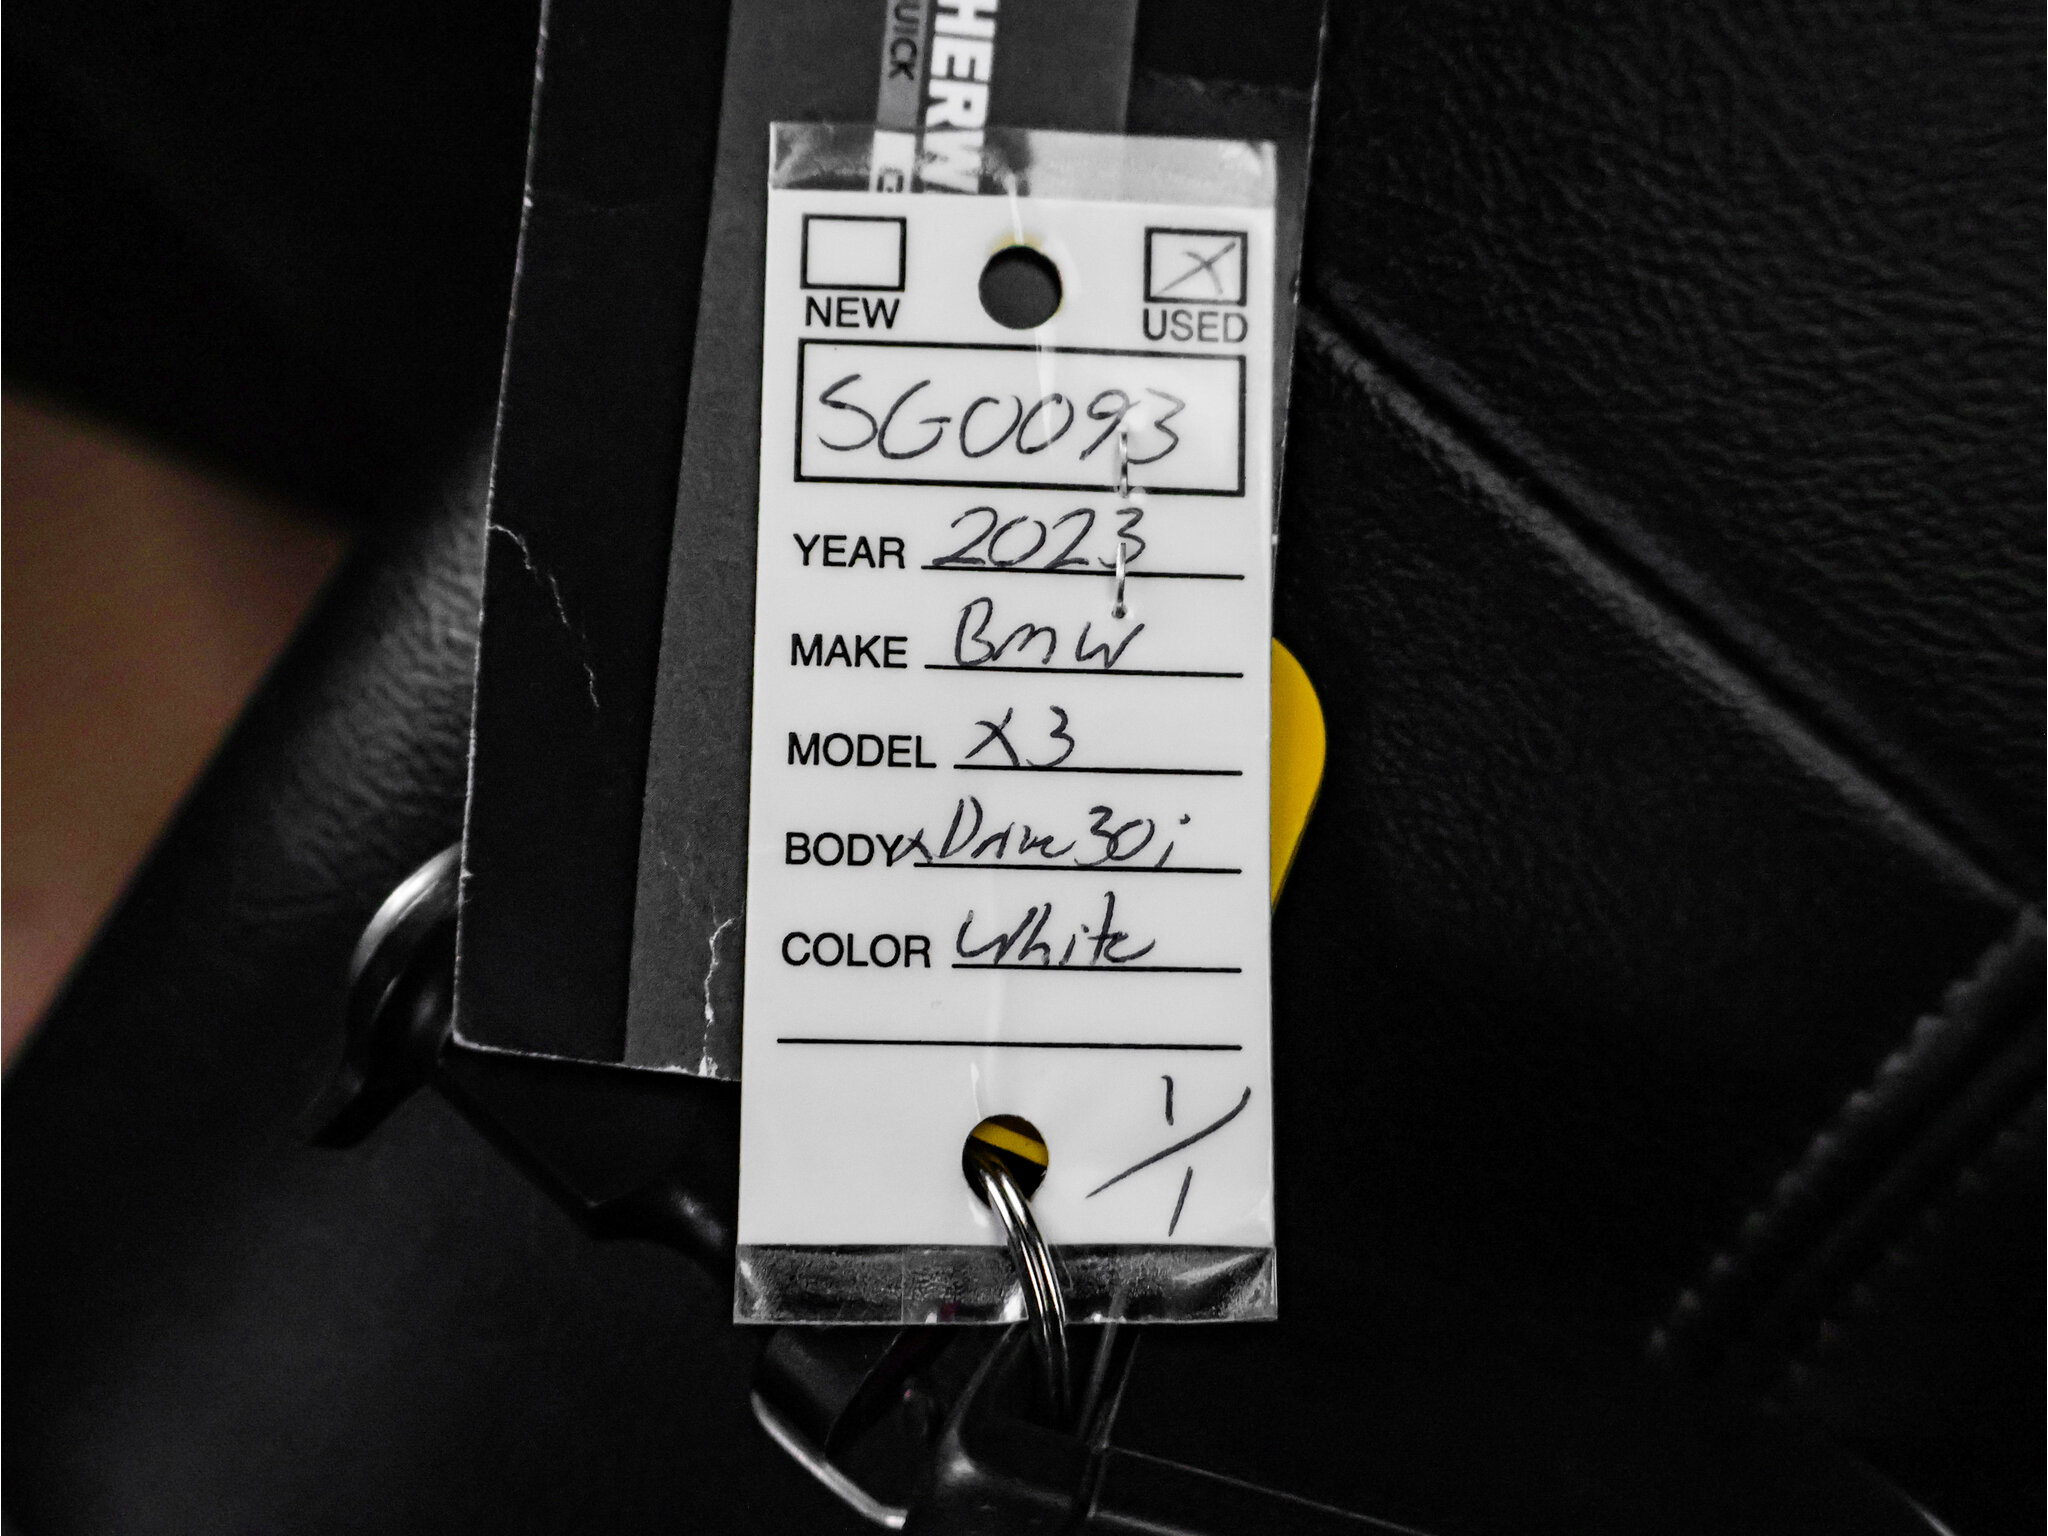 UICK
HERW
NEW
X
USED
SG0093
YEAR 2023
MAKE BMW
MODEL X3
BODY xDrive30i
COLOR White
1/1